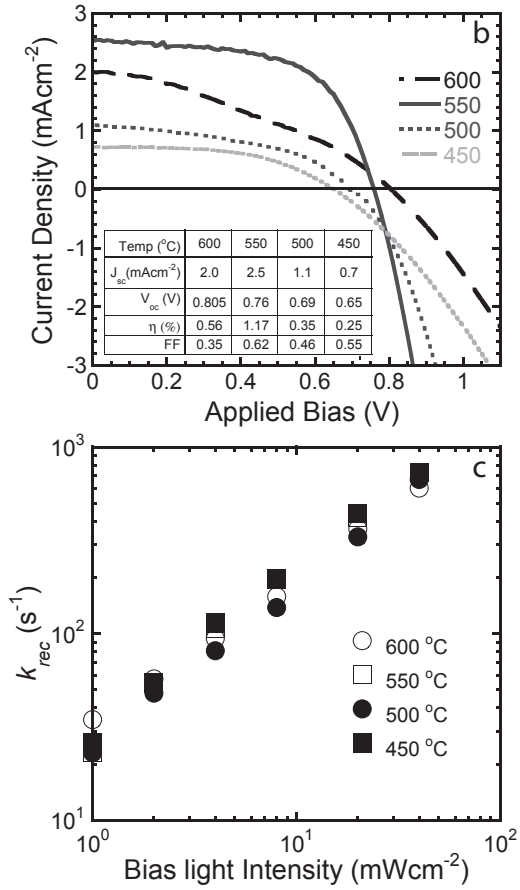 b
3
2
1
0
-1
-2
-3
Current Density (mAcm-2)
600
550
500
450
Temp (°C) 600 550 500 450
Jsc(mAcm-2) 2.0 2.5 1.1 0.7
Voc (V) 0.805 0.76 0.69 0.65
η (%) 0.56 1.17 0.35 0.25
FF 0.35 0.62 0.46 0.55
0 0.2 0.4 0.6 0.8 1
Applied Bias (V)
c
10³
10²
10¹
krec (s-1)
600 °C
550 °C
500 °C
450 °C
10⁰ 10¹ 10²
Bias light Intensity (mWcm-2)